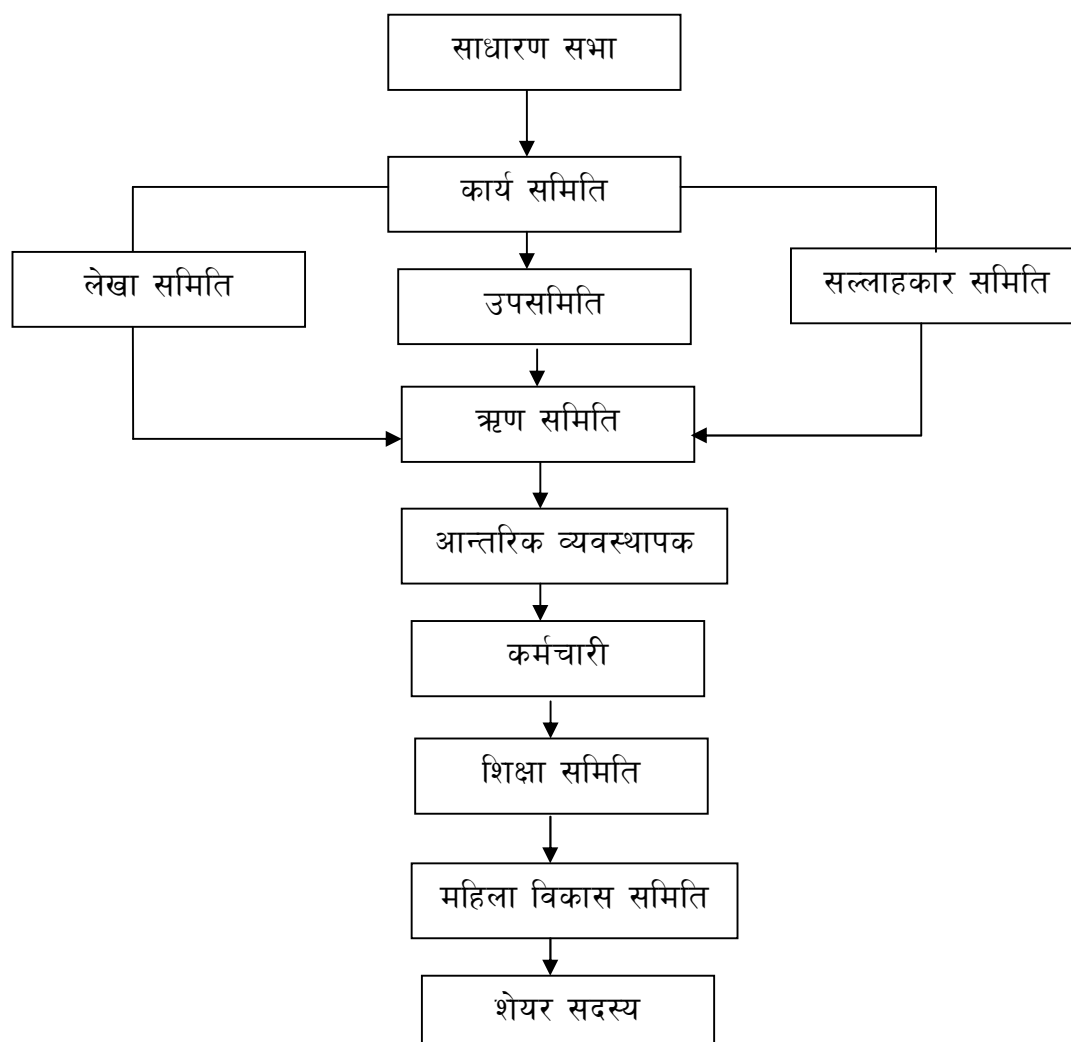 साधारण सभा
कार्य समिति
लेखा समिति
उपसमिति
सल्लाहकार समिति
ऋण समिति
आन्तरिक व्यवस्थापक
कर्मचारी
शिक्षा समिति
महिला विकास समिति
शेयर सदस्य